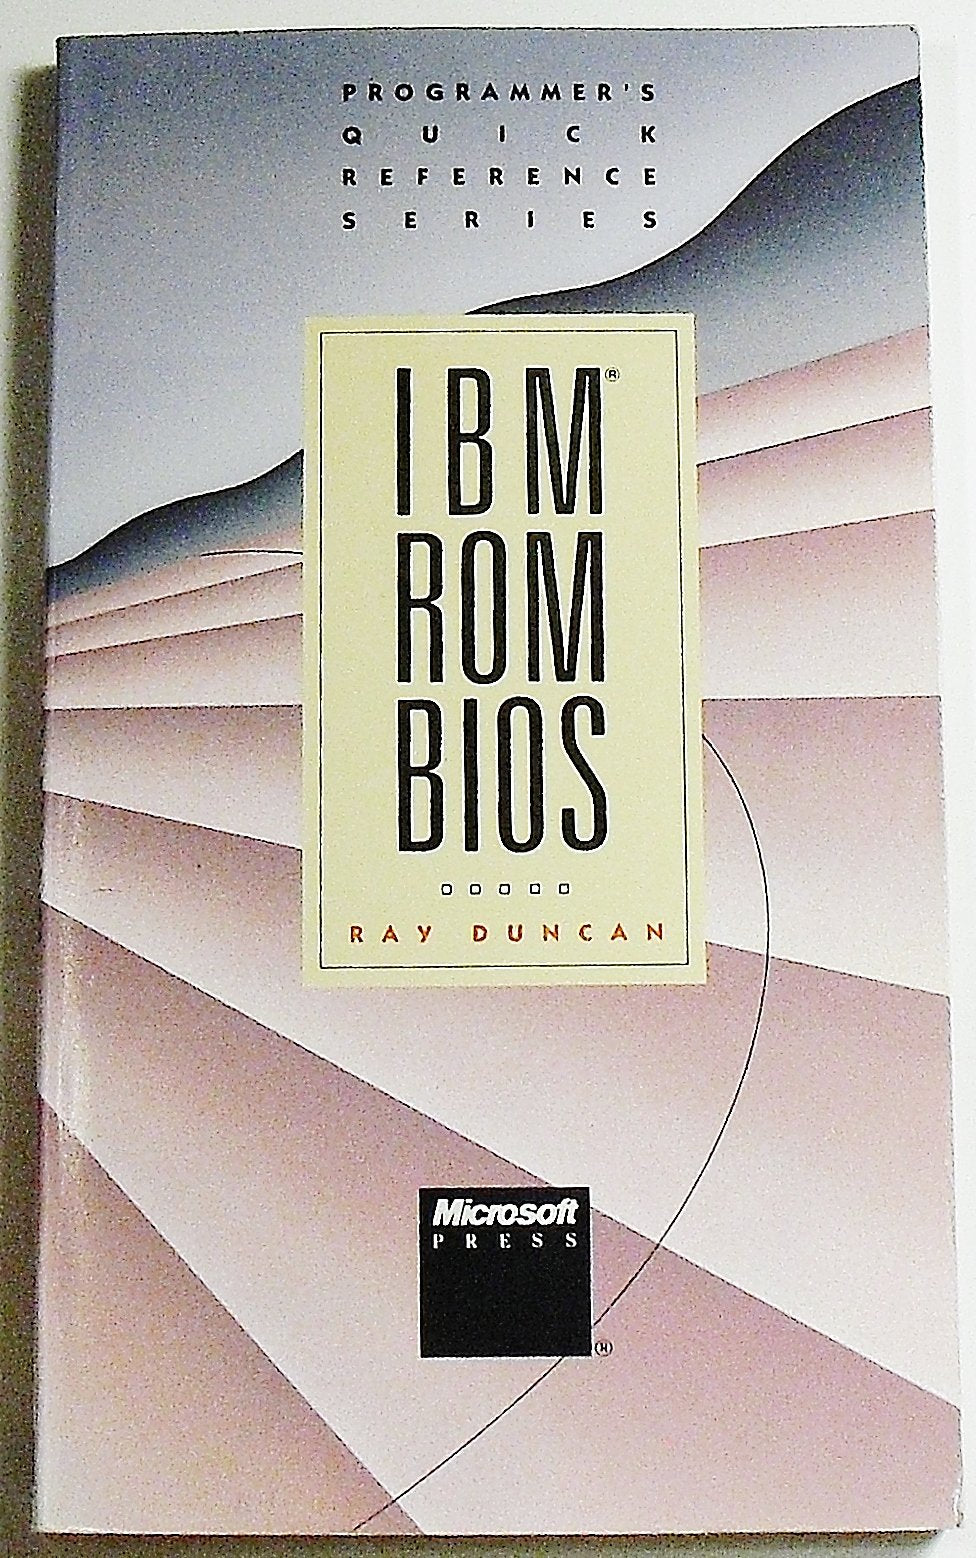 PROGRAMMER'S
QUICK
REFERENCE
SERIES
IBM®
ROM
BIOS
RAY DUNCAN
Microsoft
PRESS
®